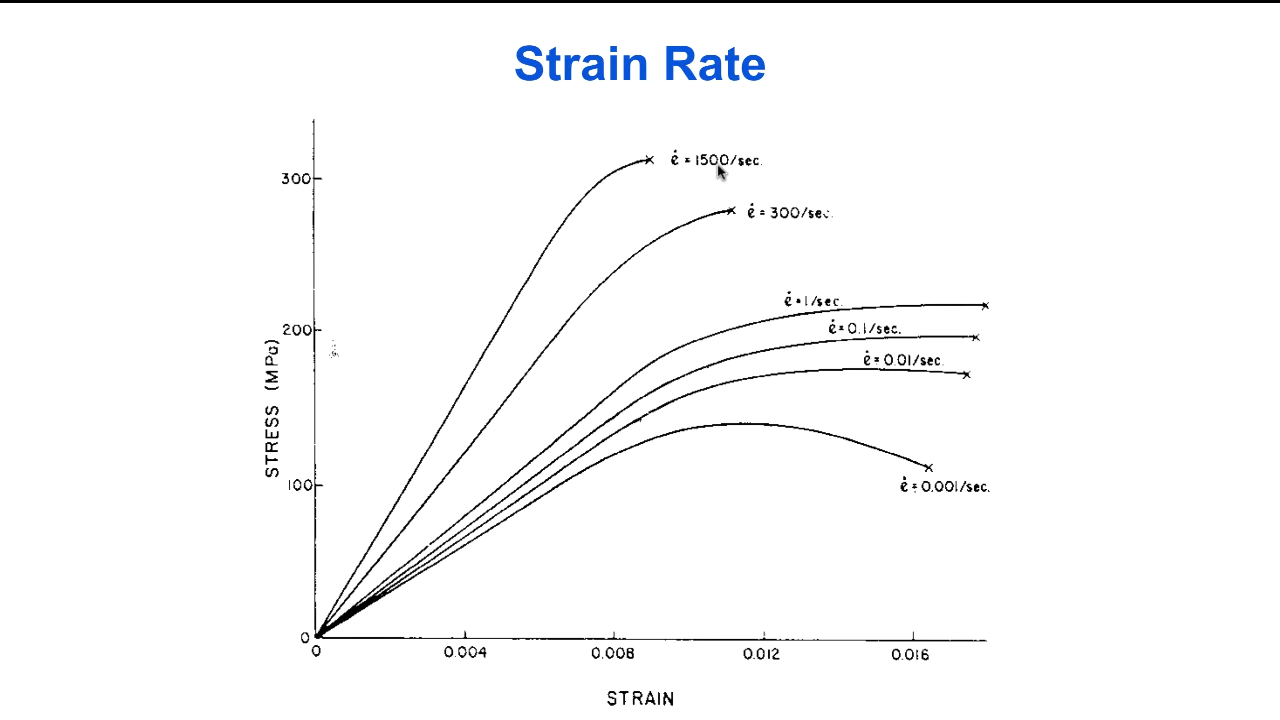 Strain Rate
ė = 1500/sec.
300
ė = 300/sec.
ė = 1/sec.
200
ė = 0.1/sec.
ė = 0.01/sec.
STRESS (MPa)
100
ė = 0.001/sec.
0
0 0.004 0.008 0.012 0.016
STRAIN